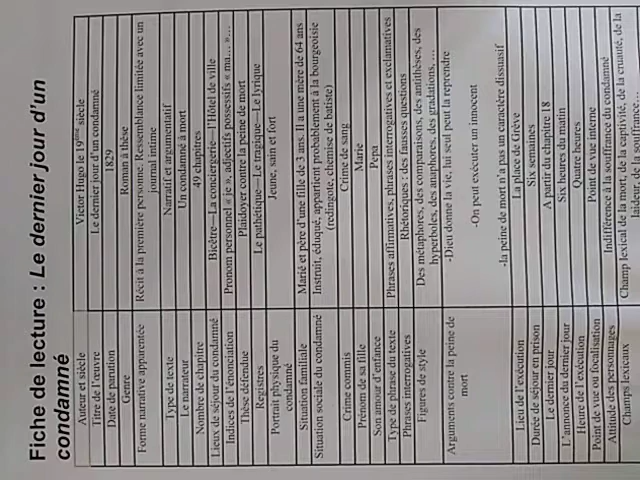 Fiche de lecture : Le dernier jour d'un
condamné
Auteur et siècle Victor Hugo le 19ème siècle
Titre de l'œuvre Le dernier jour d'un condamné
Date de parution 1829
Genre Roman à thèse
Forme narrative apparentée Récit à la première personne. Ressemblance limitée avec un
journal intime
Type de texte Narratif et argumentatif
Le narrateur Un condamné à mort
Nombre de chapitre 49 chapitres
Lieux de séjour du condamné Bicêtre—La conciergerie—l'Hôtel de ville
Indices de l'énonciation Pronom personnel « je », adjectifs possessifs « ma… »…
Thèse défendue Plaidoyer contre la peine de mort
Registres Le pathétique—Le tragique—Le lyrique
Portrait physique du
condamné Jeune, sain et fort
Situation familiale Marié et père d'une fille de 3 ans. Il a une mère de 64 ans
Situation sociale du condamné Instruit, éduqué, appartient probablement à la bourgeoisie
(redingote, chemise de batiste)
Crime commis Crime de sang
Prénom de sa fille Marie
Son amour d'enfance Pepa
Type de phrase du texte Phrases affirmatives, phrases interrogatives et exclamatives
Phrases interrogatives Rhétoriques : des fausses questions
Figures de style Des métaphores, des comparaisons, des antithèses, des
hyperboles, des anaphores, des gradations, …
Arguments contre la peine de
mort -Dieu donne la vie, lui seul peut la reprendre
-On peut exécuter un innocent
-la peine de mort n'a pas un caractère dissuasif
Lieu de l'exécution La place de Grève
Durée de séjour en prison Six semaines
Le dernier jour A partir du chapitre 18
L'annonce du dernier jour Six heures du matin
Heure de l'exécution Quatre heures
Point de vue ou focalisation Point de vue interne
Attitude des personnages Indifférence à la souffrance du condamné
Champs lexicaux Champ lexical de la mort, de la captivité, de la cruauté, de la
laideur, de la souffrance…